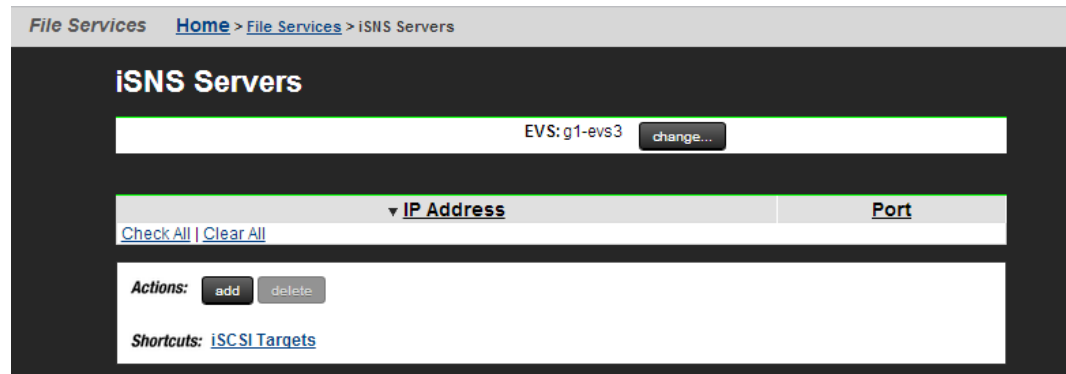 File Services Home > File Services > iSNS Servers
iSNS Servers
EVS: g1-evs3 change...
IP Address Port
Check All | Clear All
Actions: add delete
Shortcuts: iSCSI Targets